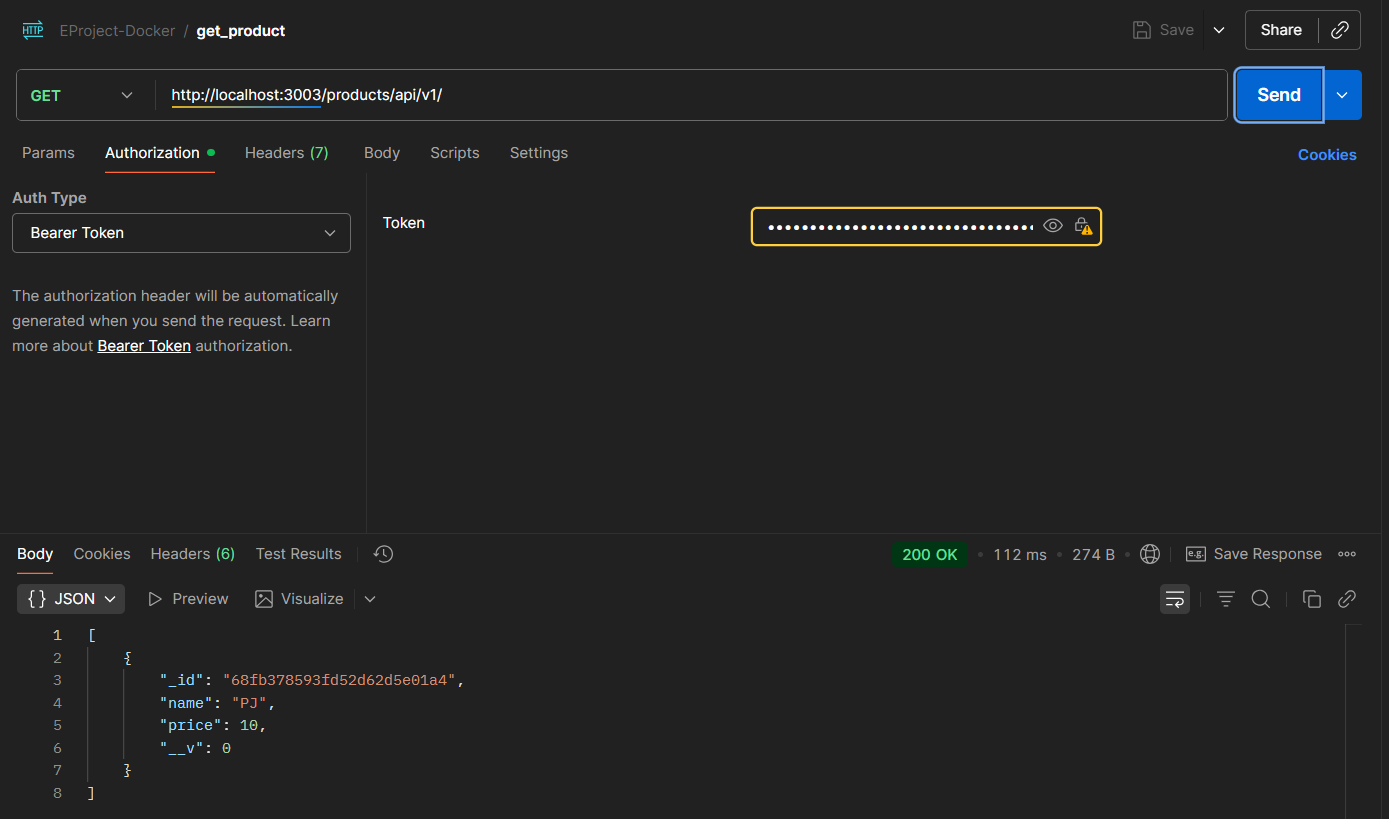 HTTP EProject-Docker / get_product Save Share
GET http://localhost:3003/products/api/v1/ Send
Params Authorization Headers (7) Body Scripts Settings Cookies
Auth Type
Bearer Token
Token
The authorization header will be automatically
generated when you send the request. Learn
more about Bearer Token authorization.
Body Cookies Headers (6) Test Results 200 OK • 112 ms • 274 B • e.g. Save Response
{} JSON Preview Visualize
1 [
2 {
3 "_id": "68fb378593fd52d62d5e01a4",
4 "name": "PJ",
5 "price": 10,
6 "__v": 0
7 }
8 ]